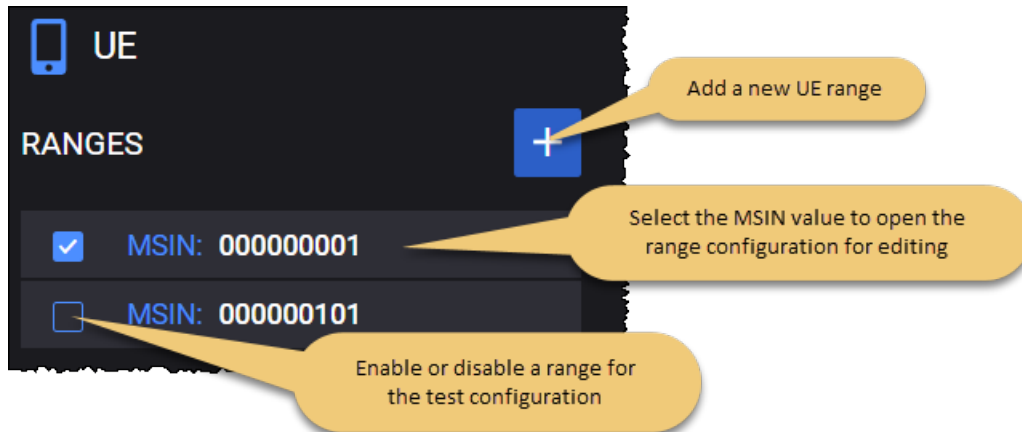 UE
Add a new UE range
RANGES
Select the MSIN value to open the
range configuration for editing
MSIN: 000000001
MSIN: 000000101
Enable or disable a range for
the test configuration